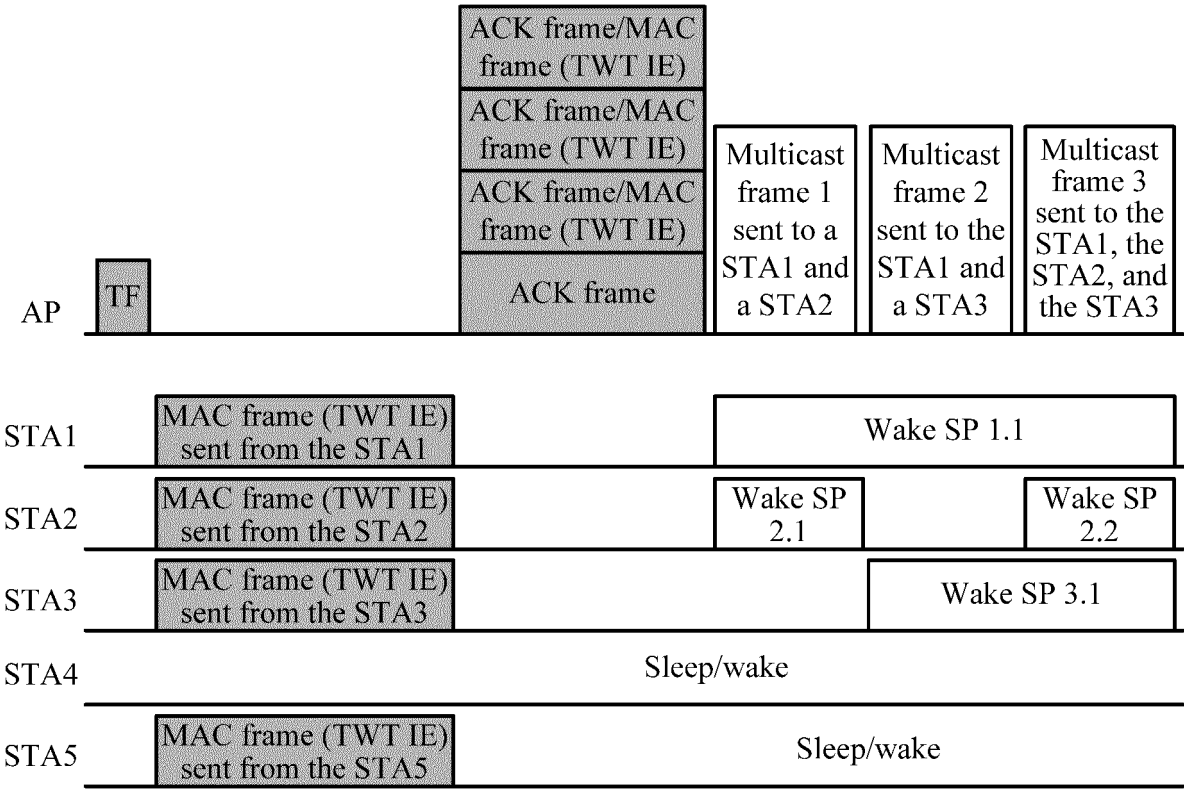 ACK frame/MAC
frame (TWT IE)
ACK frame/MAC
frame (TWT IE)
ACK frame/MAC
frame (TWT IE)
ACK frame
Multicast
frame 1
sent to a
STA1 and
a STA2
Multicast
frame 2
sent to the
STA1 and
a STA3
Multicast
frame 3
sent to the
STA1, the
STA2, and
the STA3
AP
TF
STA1
MAC frame (TWT IE)
sent from the STA1
Wake SP 1.1
STA2
MAC frame (TWT IE)
sent from the STA2
Wake SP
2.1
Wake SP
2.2
STA3
MAC frame (TWT IE)
sent from the STA3
Wake SP 3.1
STA4
Sleep/wake
STA5
MAC frame (TWT IE)
sent from the STA5
Sleep/wake